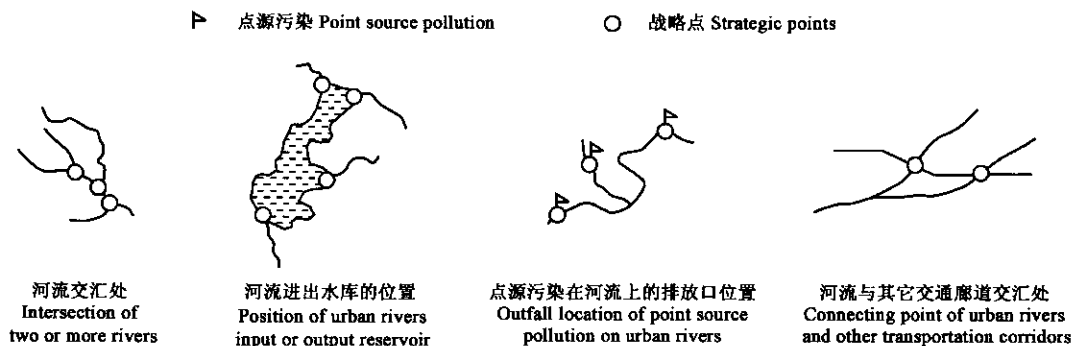 点源污染 Point source pollution 战略点 Strategic points
河流交汇处
Intersection of
two or more rivers
河流进出水库的位置
Position of urban rivers
input or output reservoir
点源污染在河流上的排放口位置
Outfall location of point source
pollution on urban rivers
河流与其它交通廊道交汇处
Connecting point of urban rivers
and other transportation corridors